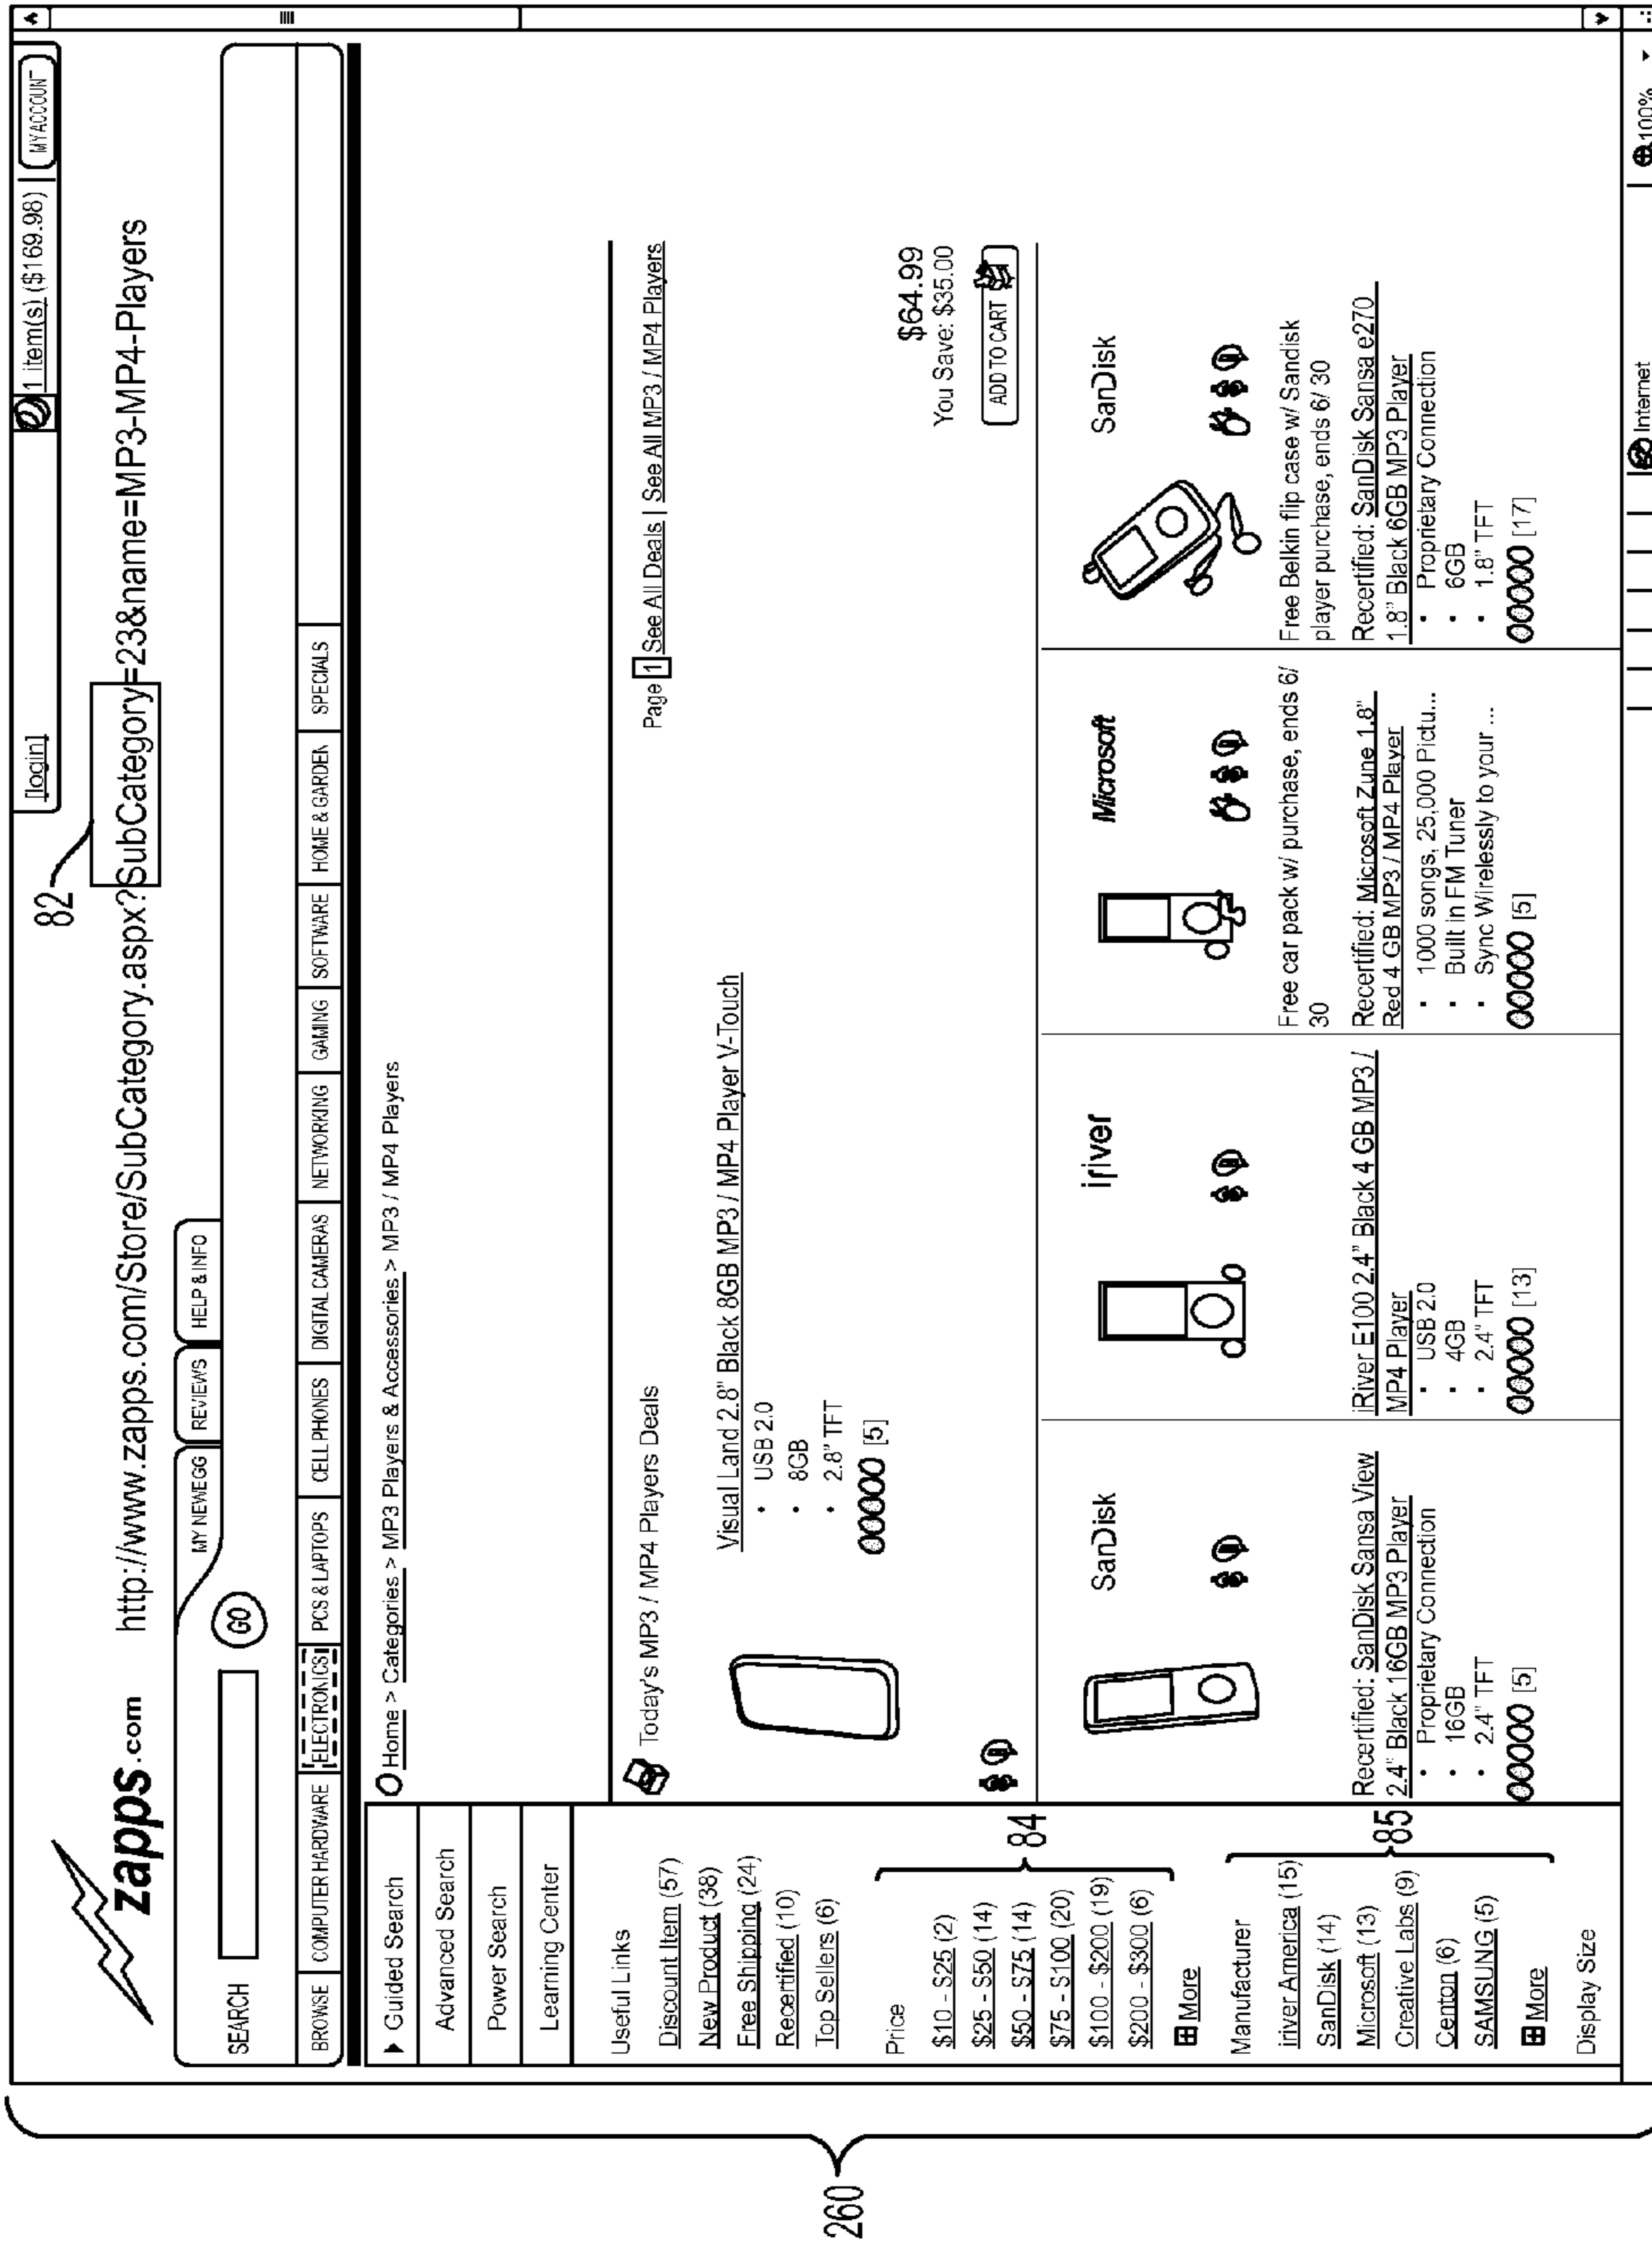 [login]
1 item(s) ($169.98)
MY ACCOUNT
82
zapps.com
http://www.zapps.com/Store/SubCategory.aspx?SubCategory=23&name=MP3-MP4-Players
MY NEWEGG
REVIEWS
HELP & INFO
SEARCH
GO
BROWSE
COMPUTER HARDWARE
ELECTRONICS
PCS & LAPTOPS
CELL PHONES
DIGITAL CAMERAS
NETWORKING
GAMING
SOFTWARE
HOME & GARDEN
SPECIALS
Guided Search
Advanced Search
Power Search
Learning Center
Useful Links
Discount Item (57)
New Product (38)
Free Shipping (24)
Recertified (10)
Top Sellers (6)
Price
$10 - $25 (2)
$25 - $50 (14)
$50 - $75 (14)
$75 - $100 (20)
$100 - $200 (19)
$200 - $300 (6)
More
84
Manufacturer
iriver America (15)
SanDisk (14)
Microsoft (13)
Creative Labs (9)
Centon (6)
SAMSUNG (5)
More
85
Display Size
Home > Categories > MP3 Players & Accessories > MP3 / MP4 Players
Today's MP3 / MP4 Players Deals
Page 1 See All Deals | See All MP3 / MP4 Players
Visual Land 2.8" Black 8GB MP3 / MP4 Player V-Touch
• USB 2.0
• 8GB
• 2.8" TFT
[5]
$64.99
You Save: $35.00
ADD TO CART
SanDisk
Recertified: SanDisk Sansa View
2.4" Black 16GB MP3 Player
• Proprietary Connection
• 16GB
• 2.4" TFT
[5]
iriver
iRiver E100 2.4" Black 4 GB MP3 /
MP4 Player
• USB 2.0
• 4GB
• 2.4" TFT
[13]
Microsoft
Free car pack w/ purchase, ends 6/
30
Recertified: Microsoft Zune 1.8"
Red 4 GB MP3 / MP4 Player
• 1000 songs, 25,000 Pictu...
• Built in FM Tuner
• Sync Wirelessly to your ...
[5]
SanDisk
Free Belkin flip case w/ Sandisk
player purchase, ends 6/ 30
Recertified: SanDisk Sansa e270
1.8" Black 6GB MP3 Player
• Proprietary Connection
• 6GB
• 1.8" TFT
[17]
Internet
100%
260